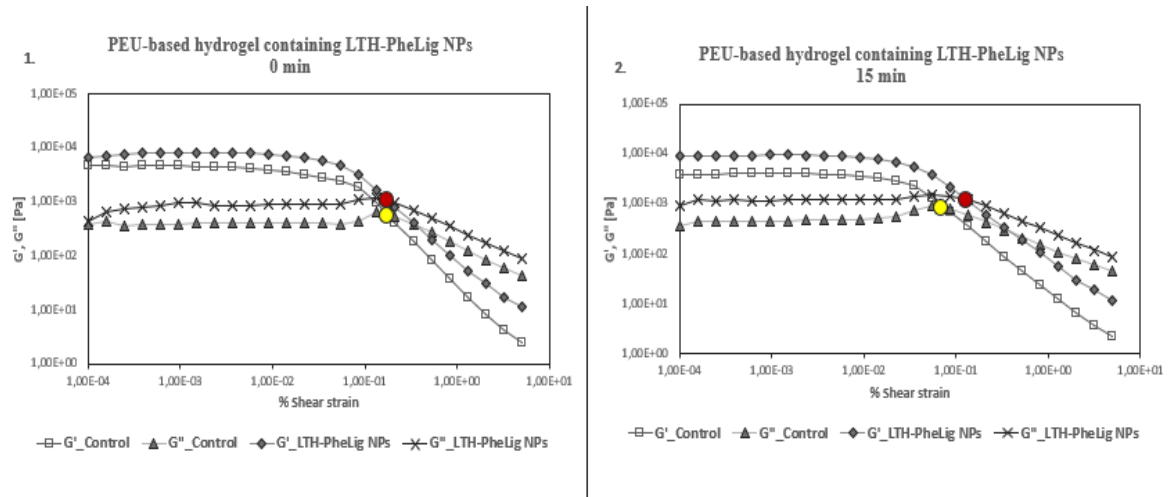 1.
PEU-based hydrogel containing LTH-PheLig NPs
0 min
1,00E+05
1,00E+04
1,00E+03
1,00E+02
1,00E+01
1,00E+00
G', G'' [Pa]
1,00E-04 1,00E-03 1,00E-02 1,00E-01 1,00E+00 1,00E+01
% Shear strain
G'_Control G''_Control G'_LTH-PheLig NPs G''_LTH-PheLig NPs
2.
PEU-based hydrogel containing LTH-PheLig NPs
15 min
1,00E+05
1,00E+04
1,00E+03
1,00E+02
1,00E+01
1,00E+00
G', G'' [Pa]
1,00E-04 1,00E-03 1,00E-02 1,00E-01 1,00E+00 1,00E+01
% Shear strain
G'_Control G''_Control G'_LTH-PheLig NPs G''_LTH-PheLig NPs